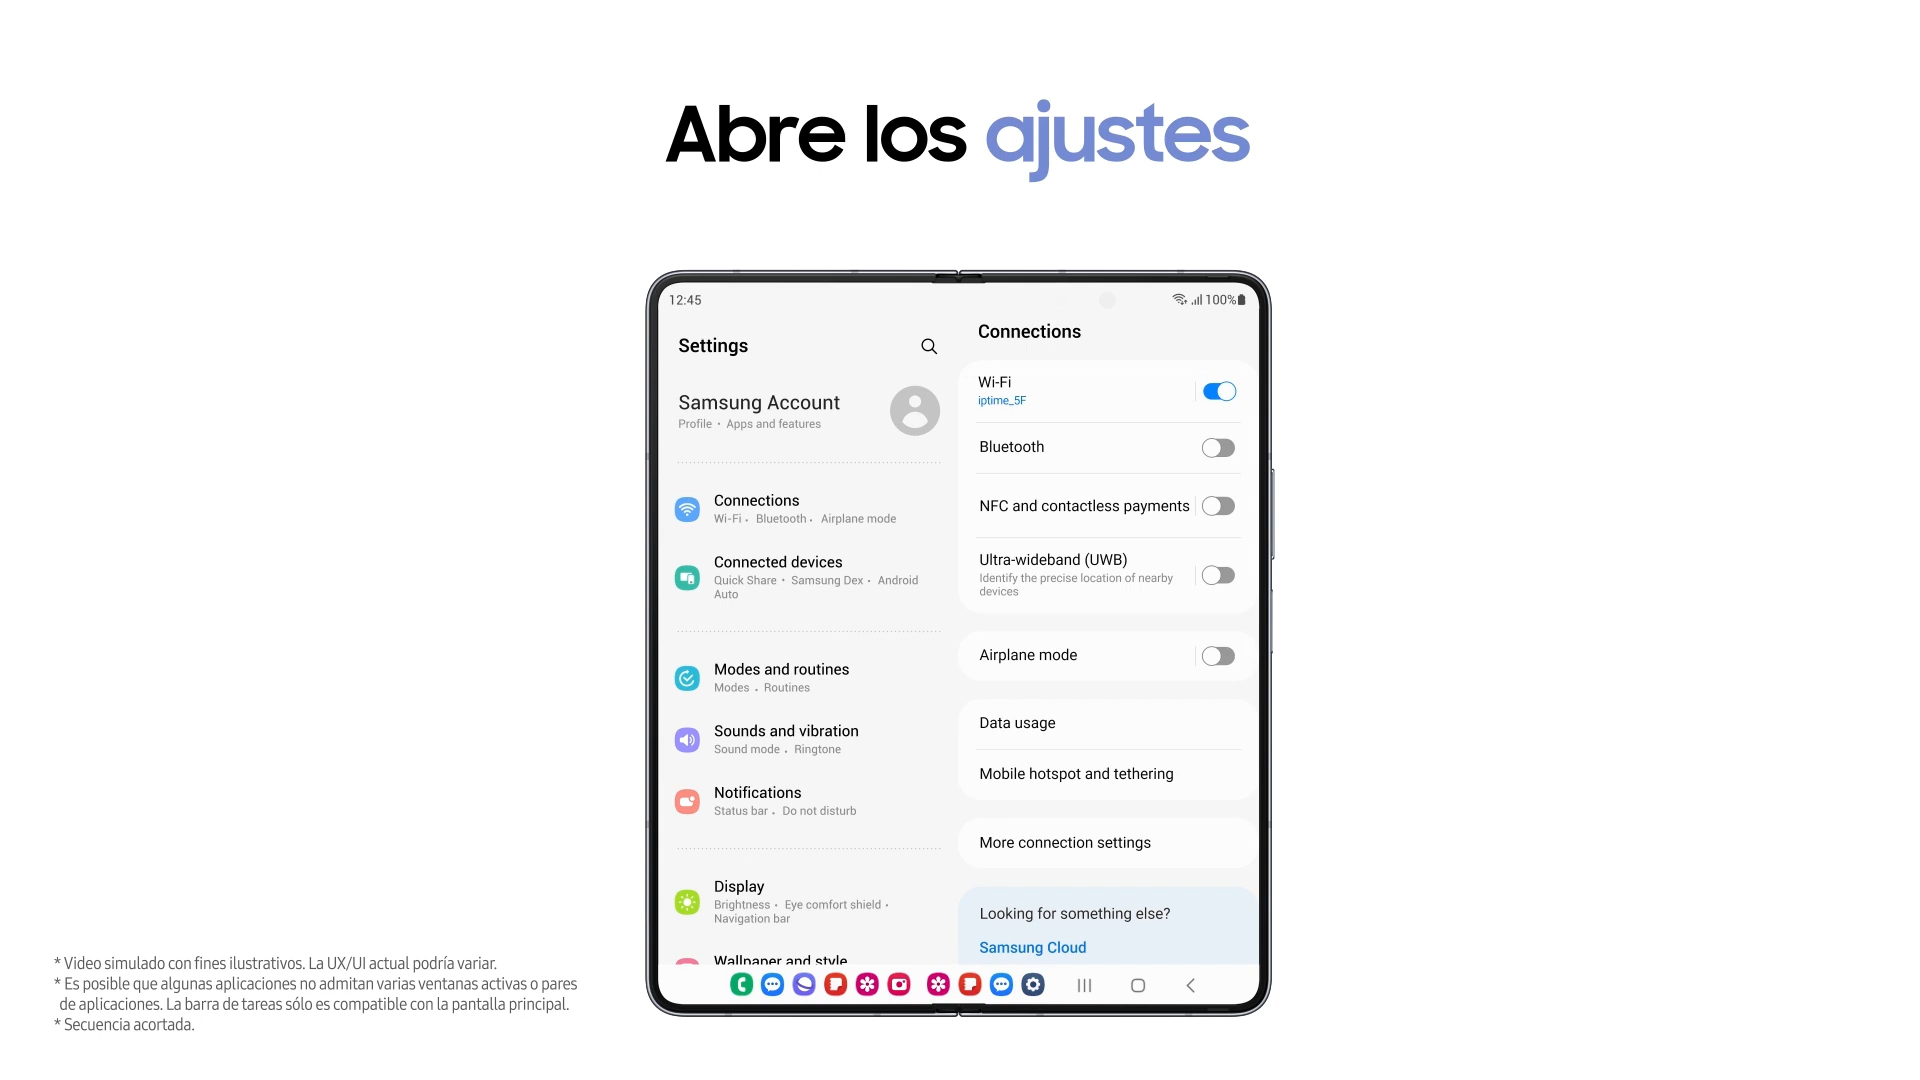 Abre los ajustes
12:45
100%
Settings
Samsung Account
Profile • Apps and features
Connections
Wi-Fi • Bluetooth • Airplane mode
Connected devices
Quick Share • Samsung Dex • Android
Auto
Modes and routines
Modes • Routines
Sounds and vibration
Sound mode • Ringtone
Notifications
Status bar • Do not disturb
Display
Brightness • Eye comfort shield •
Navigation bar
Wallpaper and style
Connections
Wi-Fi
iptime_5F
Bluetooth
NFC and contactless payments
Ultra-wideband (UWB)
Identify the precise location of nearby
devices
Airplane mode
Data usage
Mobile hotspot and tethering
More connection settings
Looking for something else?
Samsung Cloud
* Video simulado con fines ilustrativos. La UX/UI actual podría variar.
* Es posible que algunas aplicaciones no admitan varias ventanas activas o pares
de aplicaciones. La barra de tareas sólo es compatible con la pantalla principal.
* Secuencia acortada.